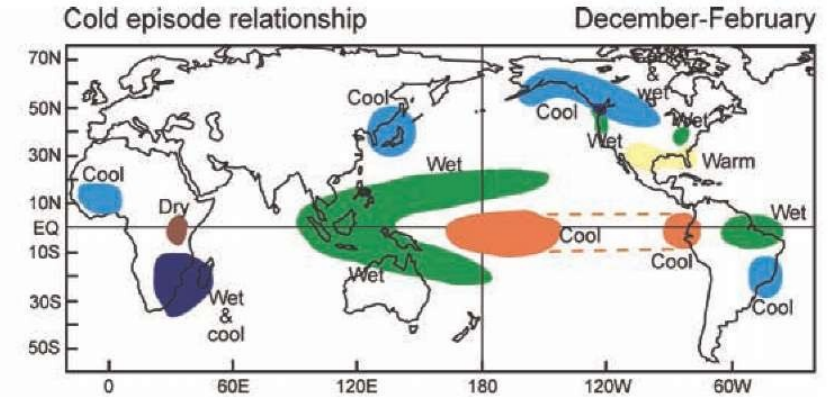 Cold episode relationship
December-February
70N
50N
30N
10N
EQ
10S
30S
50S
0
60E
120E
180
120W
60W
Cool
Dry
Wet
&
cool
Cool
Wet
Wet
Cool
&
wet
Wet
Wet
Warm
Cool
Cool
Wet
Cool